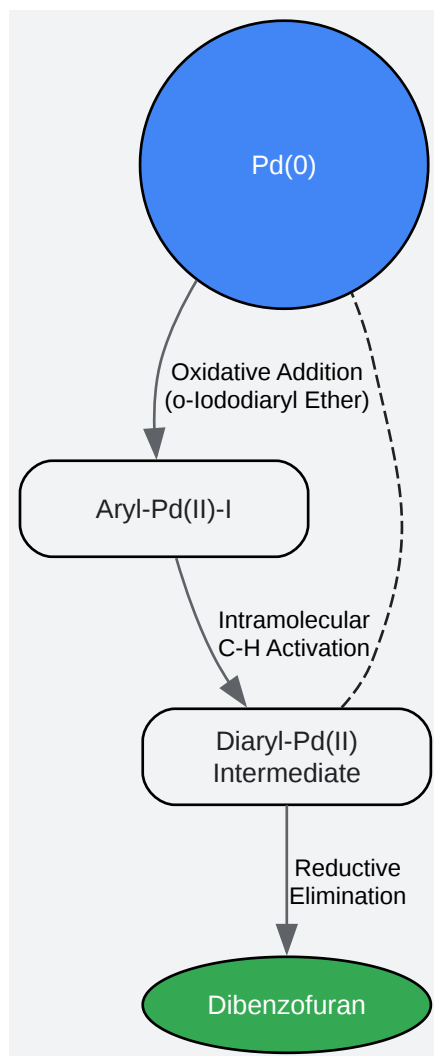 Pd(0)
Oxidative Addition
(o-Iododiaryl Ether)
Aryl-Pd(II)-I
Intramolecular
C-H Activation
Diaryl-Pd(II)
Intermediate
Reductive
Elimination
Dibenzofuran